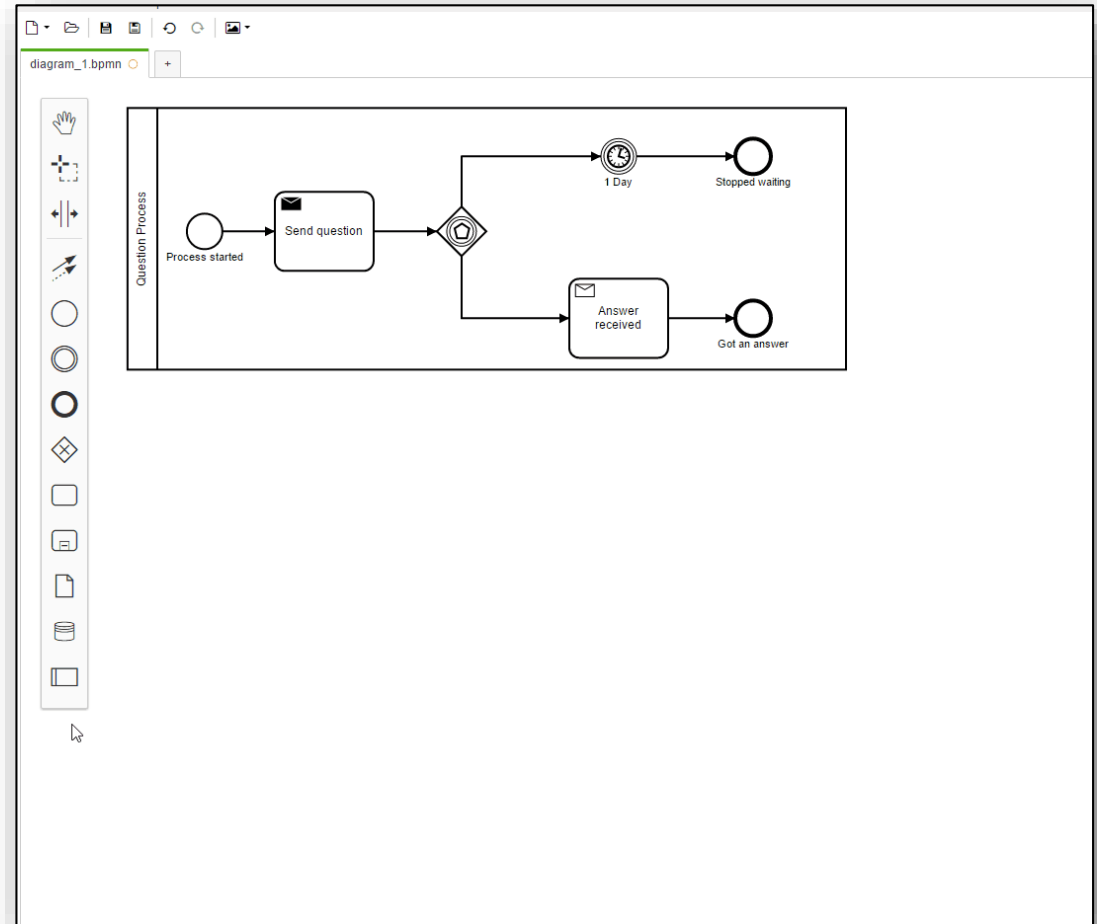 diagram_1.bpmn
+
Question Process
Process started
Send question
1 Day
Stopped waiting
Answer
received
Got an answer